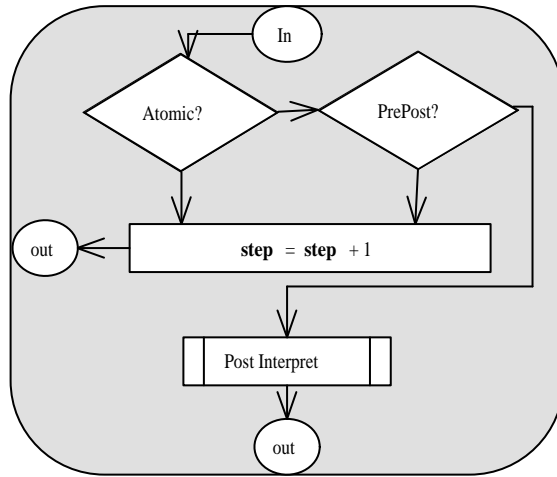 In
Atomic?
PrePost?
out
step = step + 1
Post Interpret
out